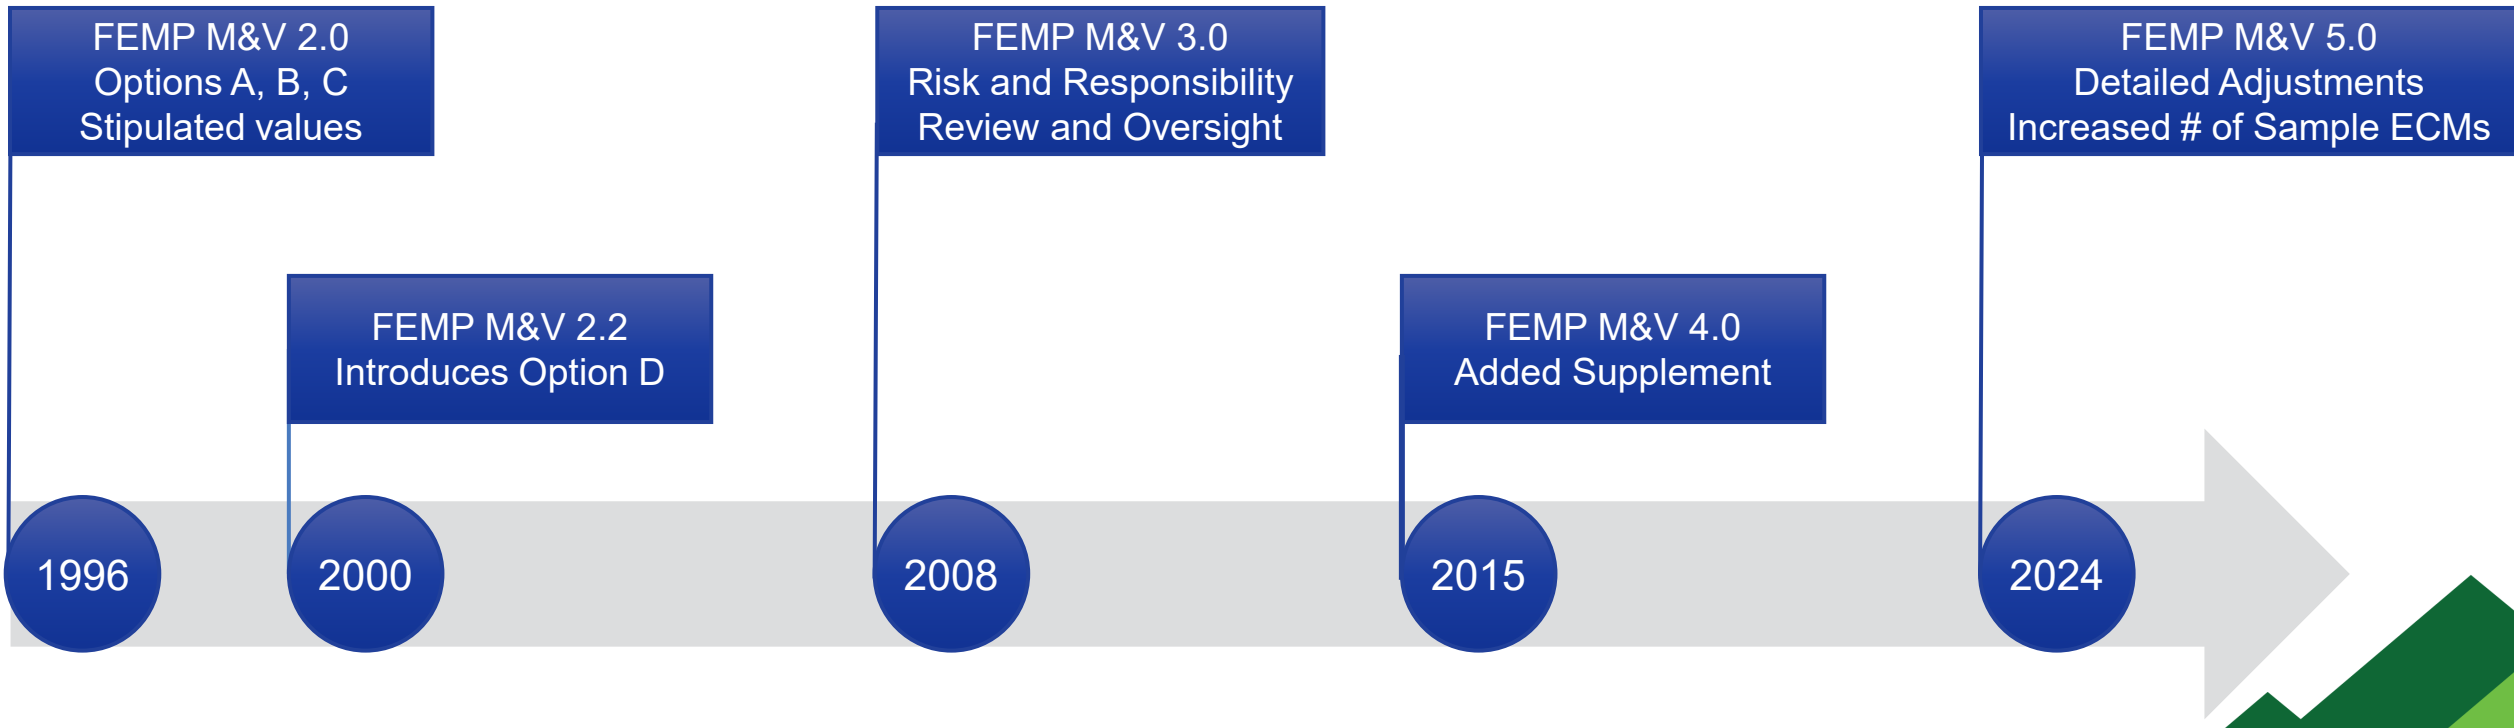 FEMP M&V 2.0
Options A, B, C
Stipulated values
FEMP M&V 3.0
Risk and Responsibility
Review and Oversight
FEMP M&V 5.0
Detailed Adjustments
Increased # of Sample ECMs
FEMP M&V 2.2
Introduces Option D
FEMP M&V 4.0
Added Supplement
1996
2000
2008
2015
2024